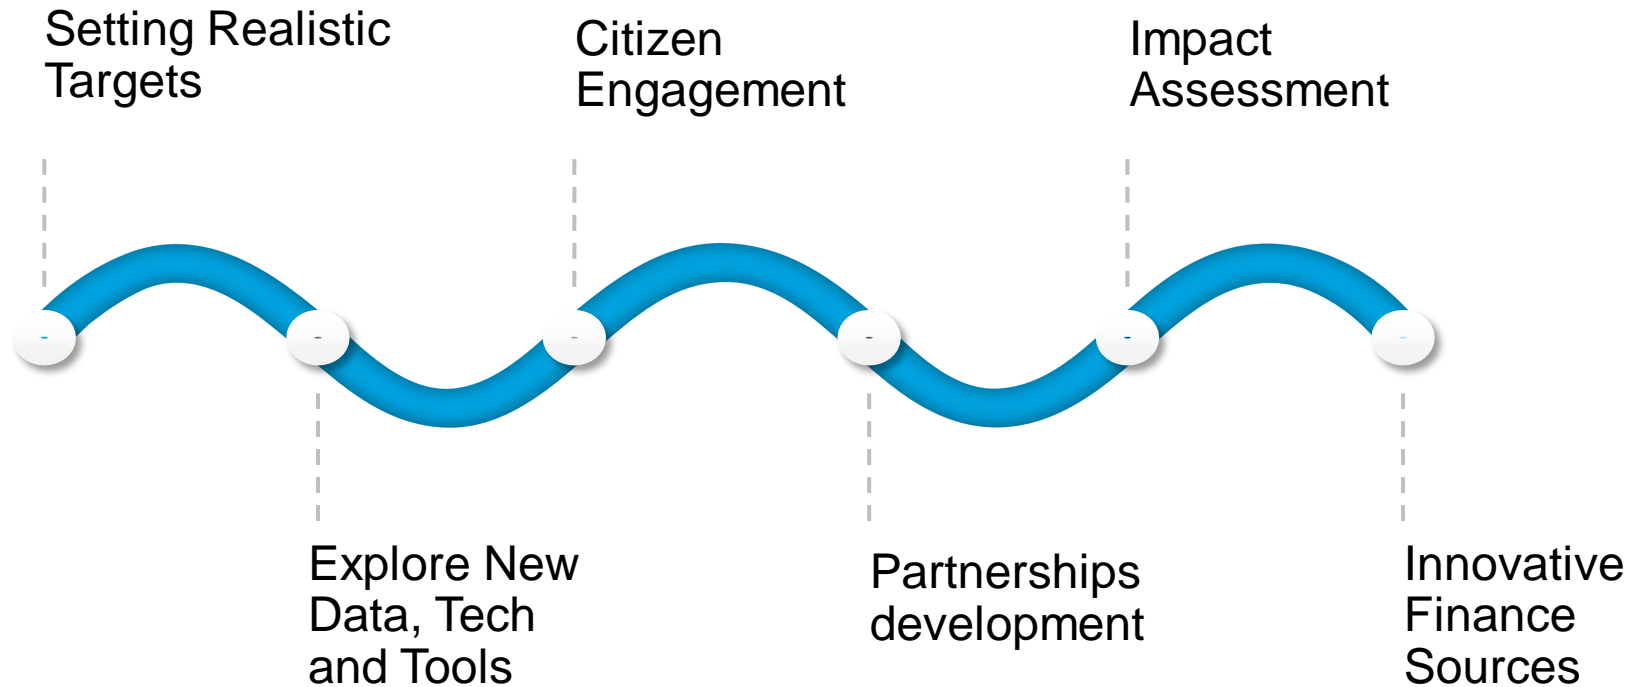 Setting Realistic
Targets
Explore New
Data, Tech
and Tools
Citizen
Engagement
Partnerships
development
Impact
Assessment
Innovative
Finance
Sources